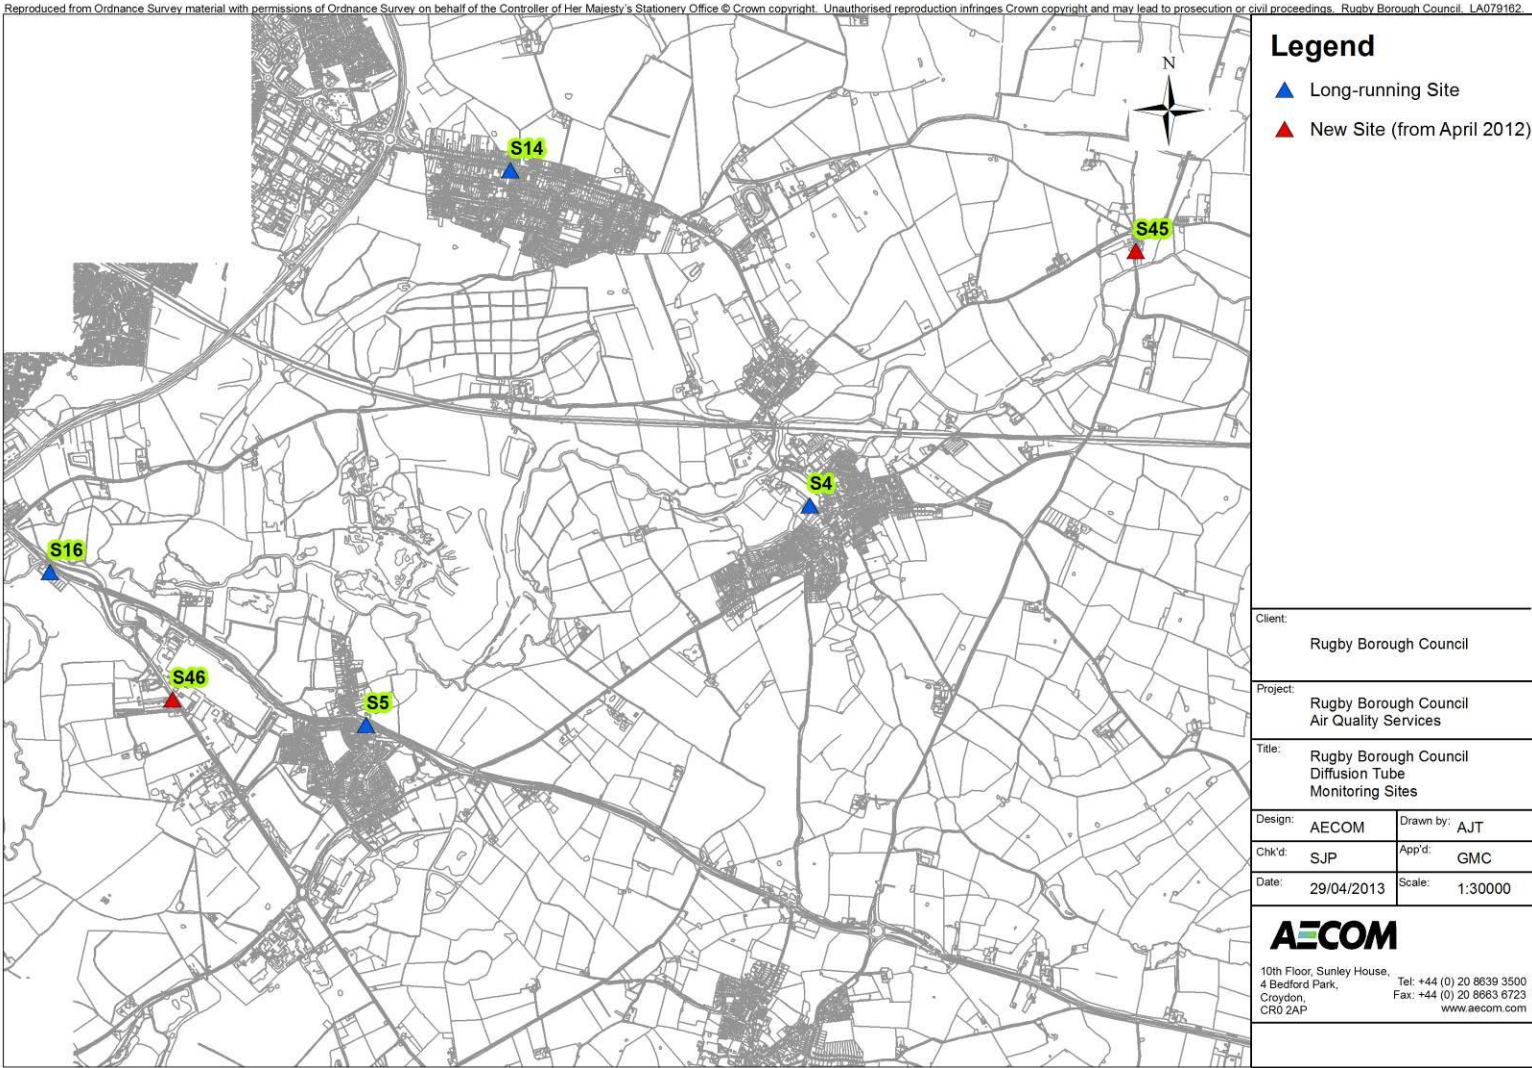 Reproduced from Ordnance Survey material with permissions of Ordnance Survey on behalf of the Controller of Her Majesty's Stationery Office © Crown copyright. Unauthorised reproduction infringes Crown copyright and may lead to prosecution or civil proceedings. Rugby Borough Council. LA079162.
Legend
Long-running Site
New Site (from April 2012)
N
S14
S45
S4
S16
S46
S5
Client:
Rugby Borough Council
Project:
Rugby Borough Council
Air Quality Services
Title:
Rugby Borough Council
Diffusion Tube
Monitoring Sites
Design: AECOM Drawn by: AJT
Chk'd: SJP App'd: GMC
Date: 29/04/2013 Scale: 1:30000
AECOM
10th Floor, Sunley House,
4 Bedford Park,
Croydon,
CR0 2AP
Tel: +44 (0) 20 8639 3500
Fax: +44 (0) 20 8663 6723
www.aecom.com